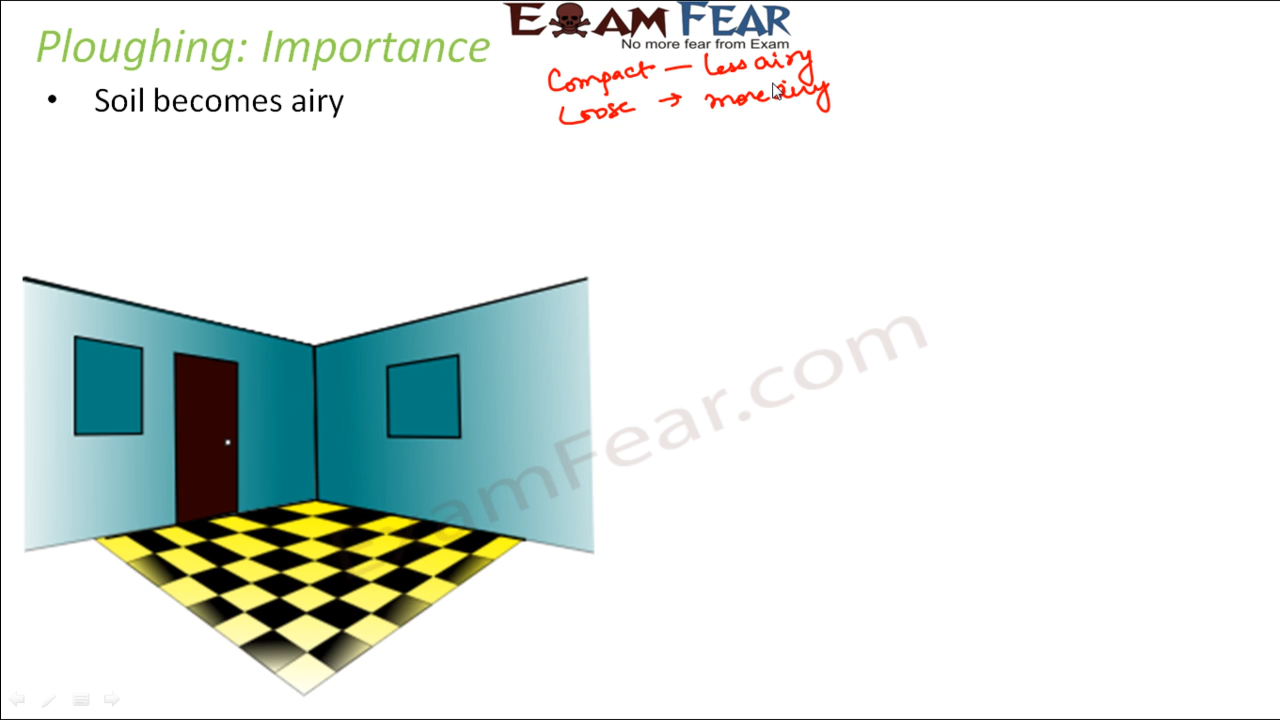 EXAM FEAR
No more fear from Exam
Ploughing: Importance
• Soil becomes airy
Compact — Less airy
Loose → more airy
ExamFear.com